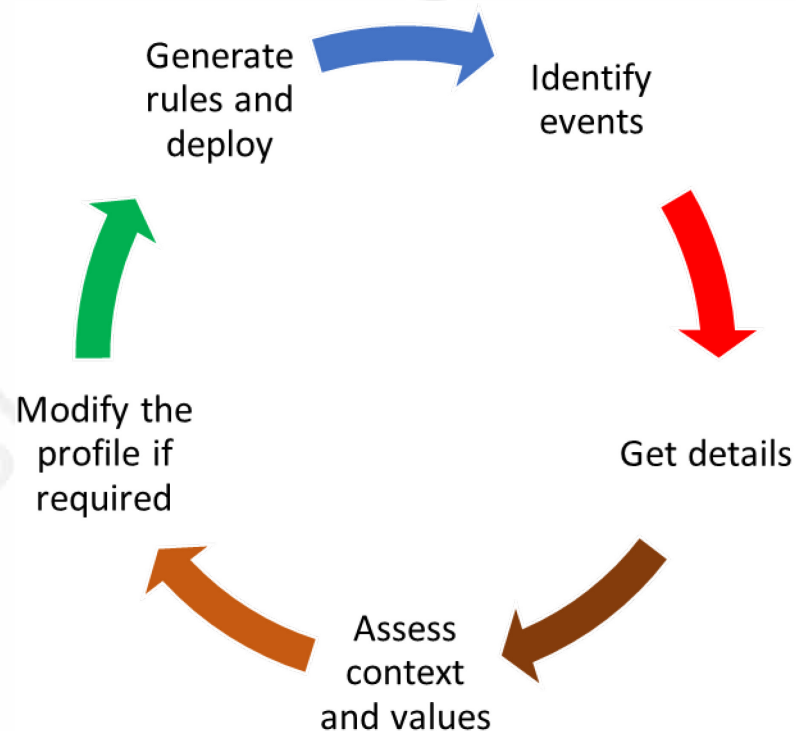 Generate
rules and
deploy
Identify
events
Get details
Assess
context
and values
Modify the
profile if
required